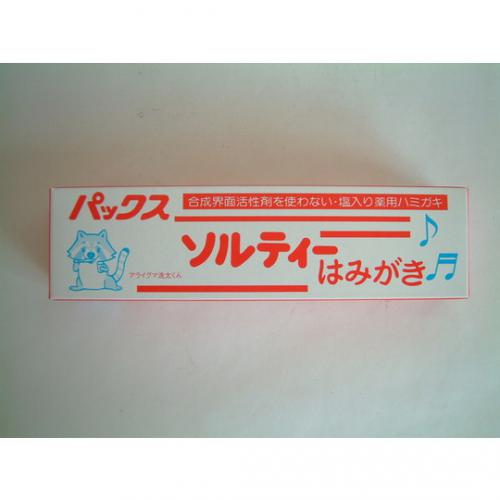 パックス
合成界面活性剤を使わない・塩入り薬用ハミガキ
ソルティー
はみがき
アライグマ洗太くん